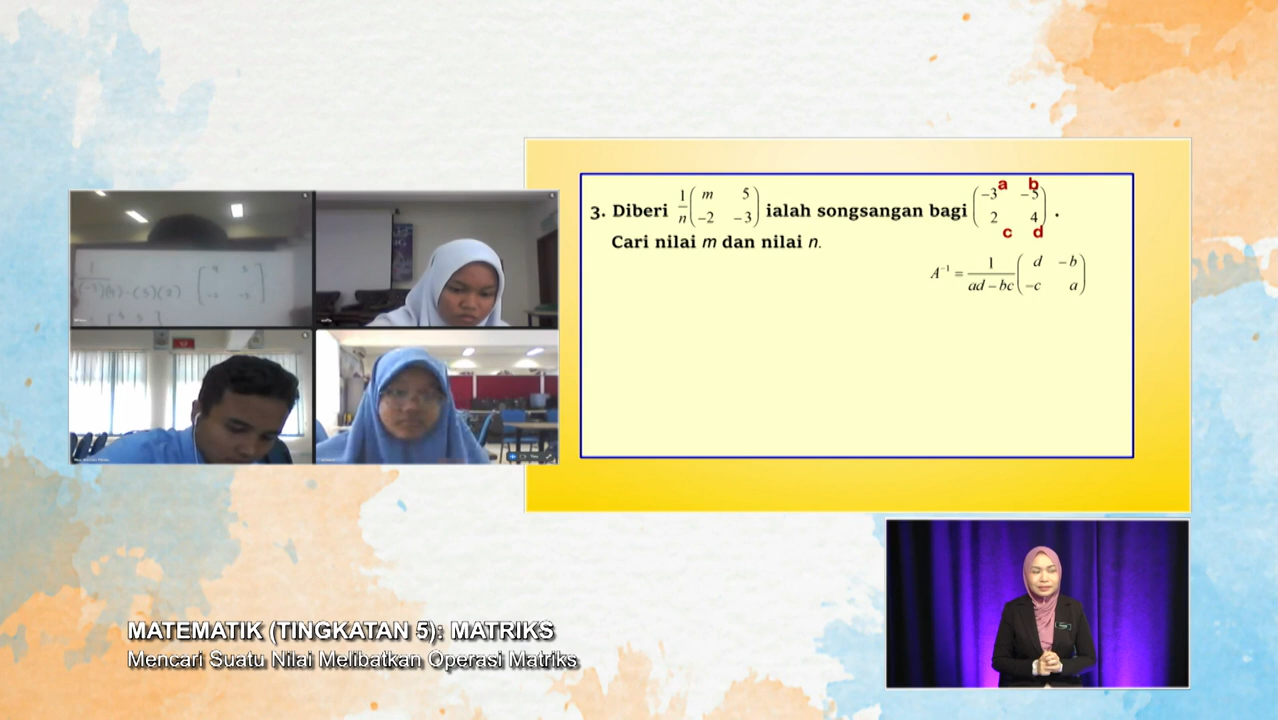 3. Diberi 1/n ( m 5 ; −2 −3 ) ialah songsangan bagi ( −3 −5 ; 2 4 ) .
a b
c d
Cari nilai m dan nilai n.
A⁻¹ = 1/(ad − bc) ( d −b ; −c a )
MATEMATIK (TINGKATAN 5): MATRIKS
Mencari Suatu Nilai Melibatkan Operasi Matriks